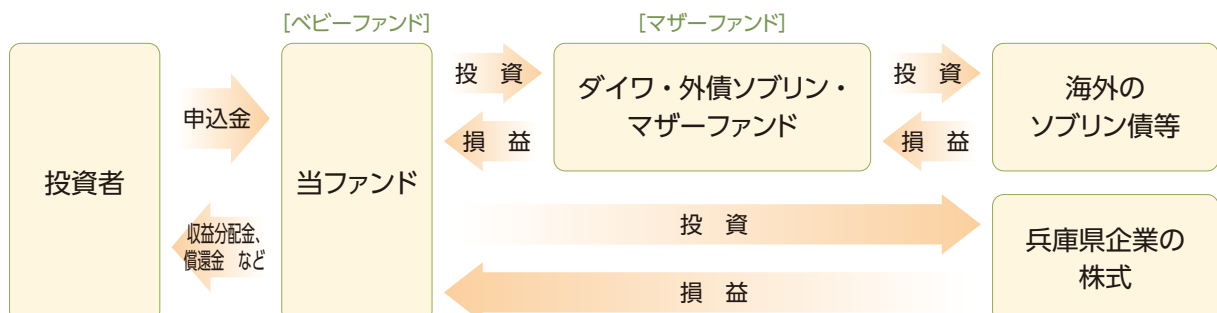 [ベビーファンド]
[マザーファンド]
投資者
申込金
収益分配金、
償還金 など
当ファンド
投 資
損 益
ダイワ・外債ソブリン・
マザーファンド
投 資
損 益
海外の
ソブリン債等
投 資
損 益
兵庫県企業の
株式